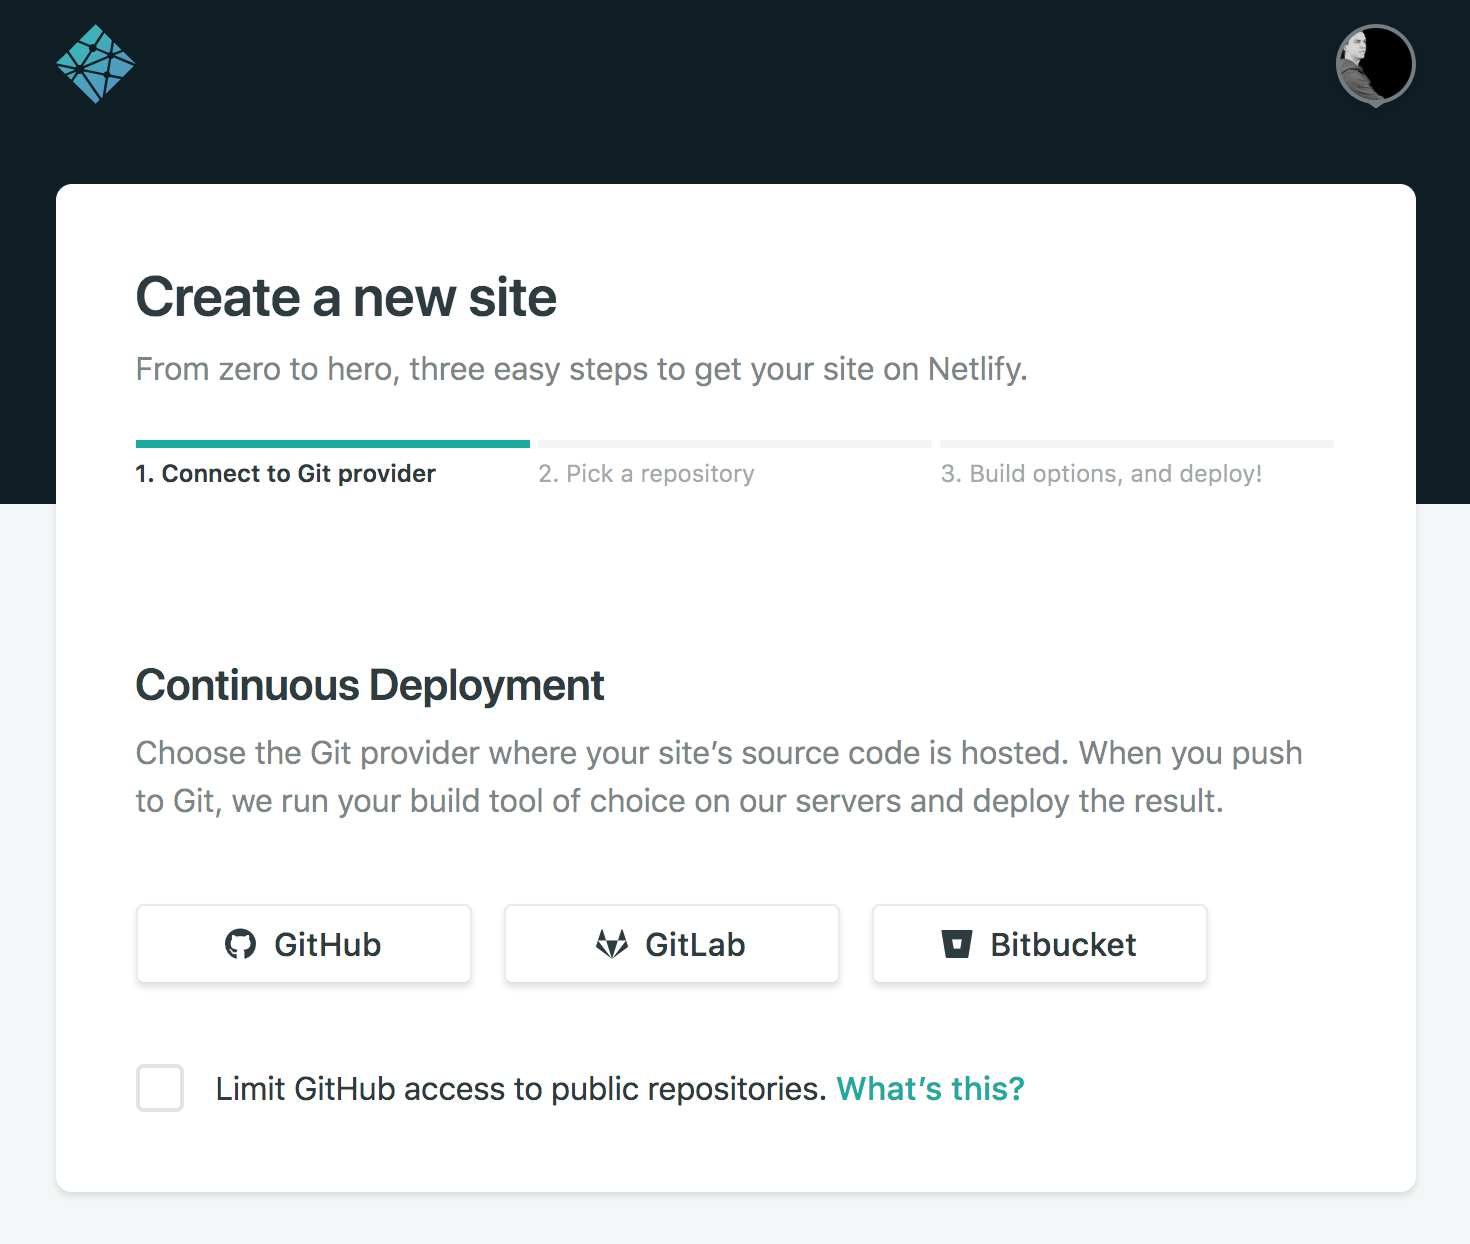 Create a new site
From zero to hero, three easy steps to get your site on Netlify.
1. Connect to Git provider
2. Pick a repository
3. Build options, and deploy!
Continuous Deployment
Choose the Git provider where your site’s source code is hosted. When you push
to Git, we run your build tool of choice on our servers and deploy the result.
GitHub
GitLab
Bitbucket
Limit GitHub access to public repositories. What’s this?